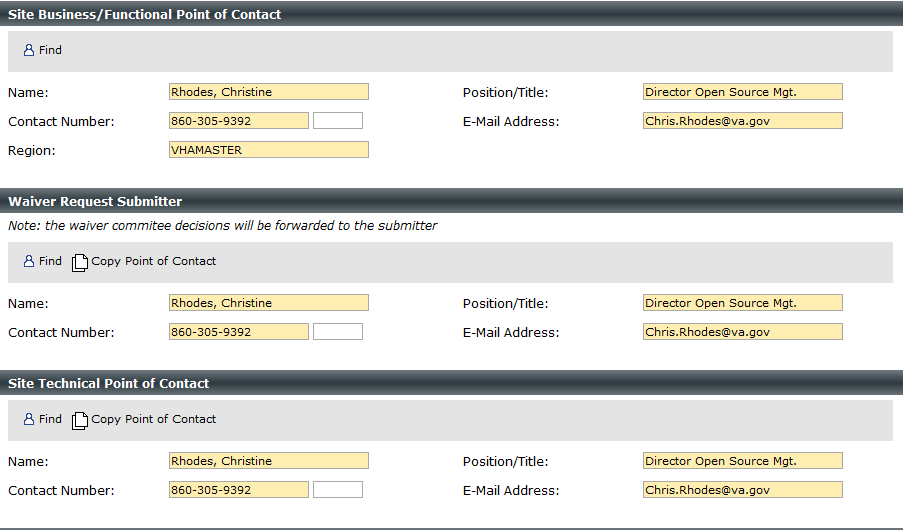 Site Business/Functional Point of Contact
Find
Name: Rhodes, Christine Position/Title: Director Open Source Mgt.
Contact Number: 860-305-9392 E-Mail Address: Chris.Rhodes@va.gov
Region: VHAMASTER
Waiver Request Submitter
Note: the waiver commitee decisions will be forwarded to the submitter
Find Copy Point of Contact
Name: Rhodes, Christine Position/Title: Director Open Source Mgt.
Contact Number: 860-305-9392 E-Mail Address: Chris.Rhodes@va.gov
Site Technical Point of Contact
Find Copy Point of Contact
Name: Rhodes, Christine Position/Title: Director Open Source Mgt.
Contact Number: 860-305-9392 E-Mail Address: Chris.Rhodes@va.gov